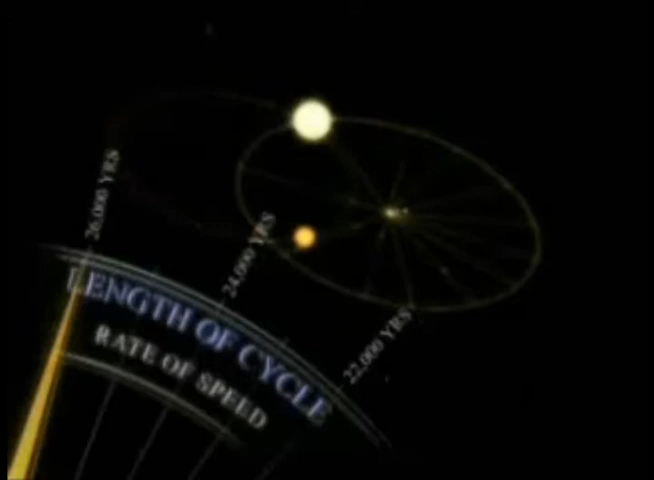 26,000 YRS
24,000 YRS
22,000 YRS
LENGTH OF CYCLE
RATE OF SPEED